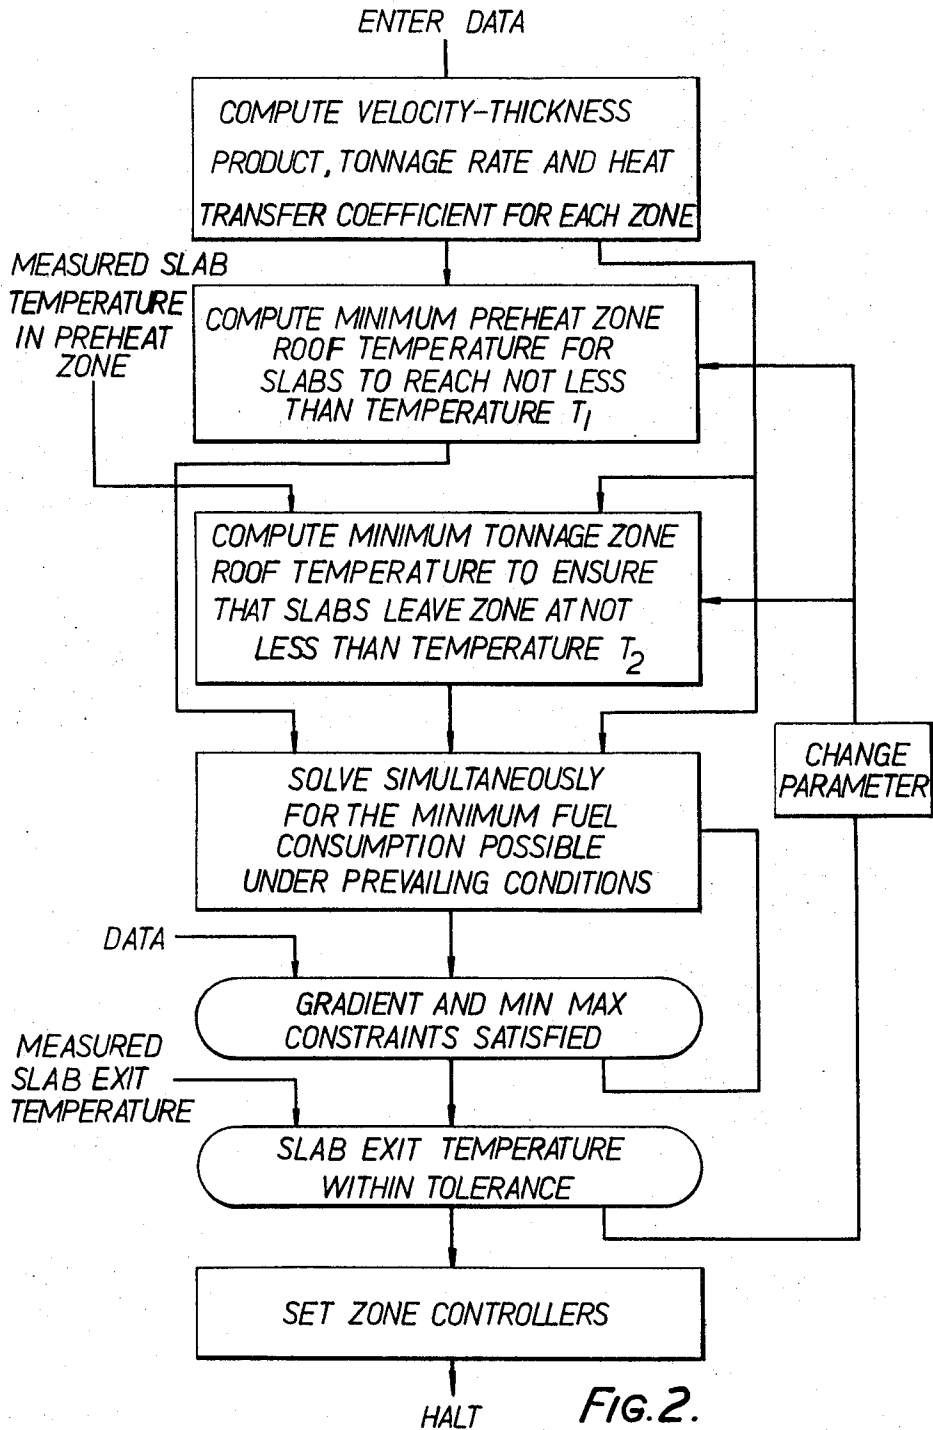 ENTER DATA
COMPUTE VELOCITY-THICKNESS
PRODUCT, TONNAGE RATE AND HEAT
TRANSFER COEFFICIENT FOR EACH ZONE
MEASURED SLAB
TEMPERATURE
IN PREHEAT
ZONE
COMPUTE MINIMUM PREHEAT ZONE
ROOF TEMPERATURE FOR
SLABS TO REACH NOT LESS
THAN TEMPERATURE T1
COMPUTE MINIMUM TONNAGE ZONE
ROOF TEMPERATURE TO ENSURE
THAT SLABS LEAVE ZONE AT NOT
LESS THAN TEMPERATURE T2
CHANGE
PARAMETER
SOLVE SIMULTANEOUSLY
FOR THE MINIMUM FUEL
CONSUMPTION POSSIBLE
UNDER PREVAILING CONDITIONS
DATA
GRADIENT AND MIN MAX
CONSTRAINTS SATISFIED
MEASURED
SLAB EXIT
TEMPERATURE
SLAB EXIT TEMPERATURE
WITHIN TOLERANCE
SET ZONE CONTROLLERS
HALT
FIG. 2.